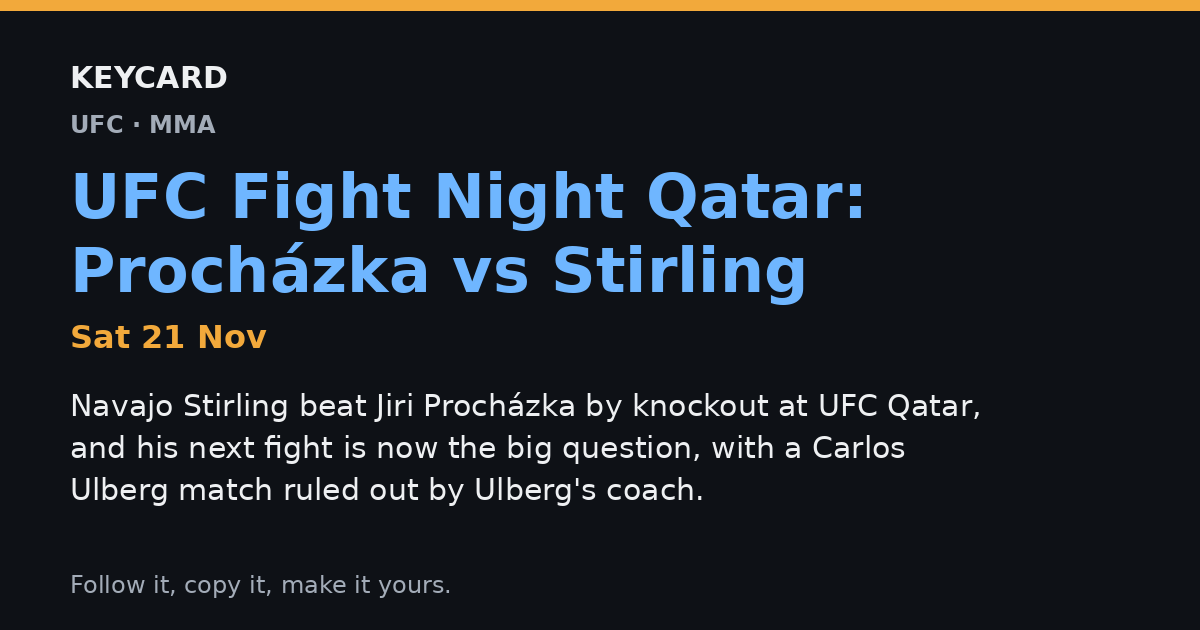 KEYCARD
UFC · MMA
UFC Fight Night Qatar:
Procházka vs Stirling
Sat 21 Nov
Navajo Stirling beat Jiri Procházka by knockout at UFC Qatar,
and his next fight is now the big question, with a Carlos
Ulberg match ruled out by Ulberg's coach.
Follow it, copy it, make it yours.